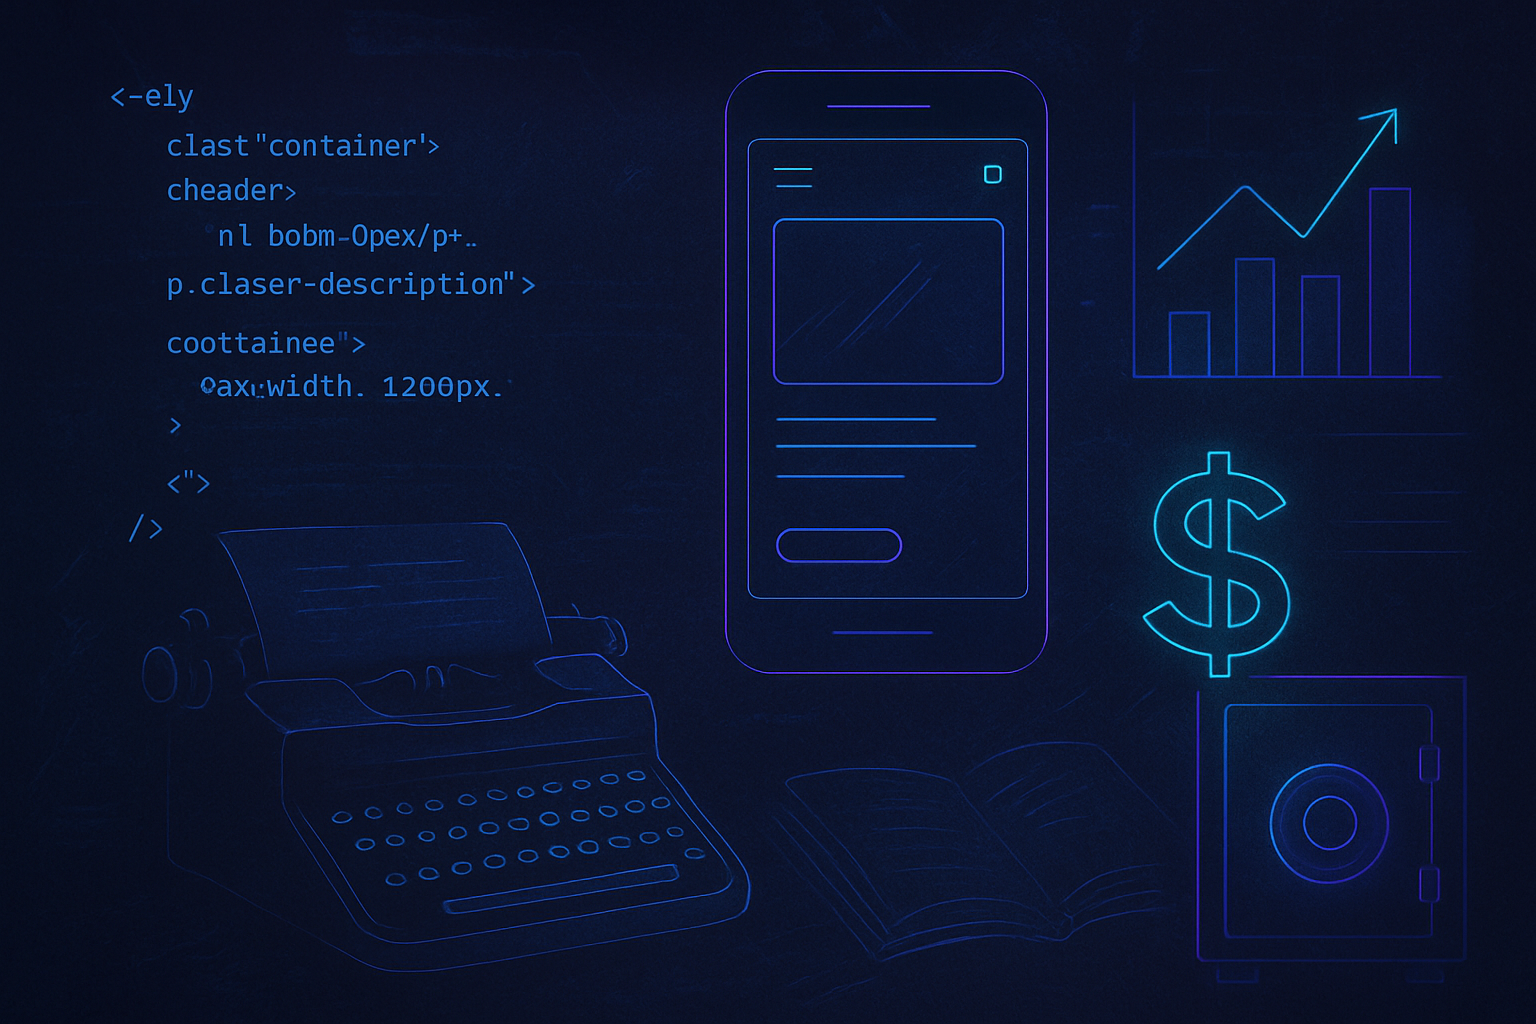 <-ely
clast"container'>
cheader>
nl bobm-Opex/p+..
p.claser-description">
coottainee">
width. 1200px.
>
<">
/>
$